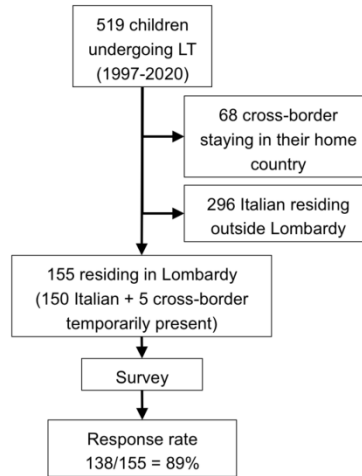 519 children
undergoing LT
(1997-2020)
68 cross-border
staying in their home
country
296 Italian residing
outside Lombardy
155 residing in Lombardy
(150 Italian + 5 cross-border
temporarily present)
Survey
Response rate
138/155 = 89%